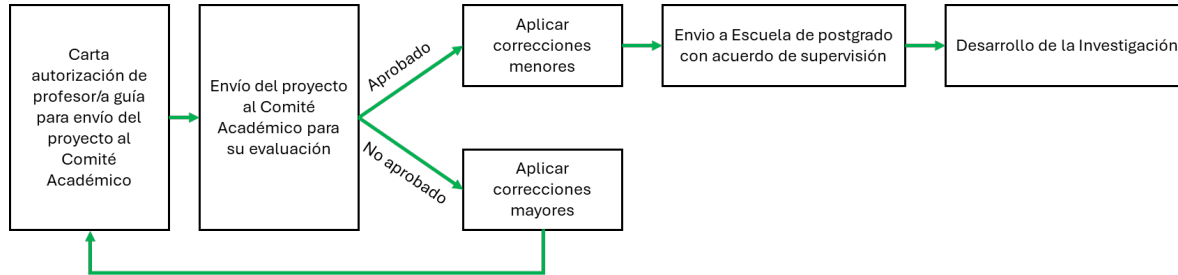 Carta
autorización de
profesor/a guía
para envío del
proyecto al
Comité
Académico
Envío del proyecto
al Comité
Académico para
su evaluación
Aprobado
No aprobado
Aplicar
correcciones
menores
Aplicar
correcciones
mayores
Envio a Escuela de postgrado
con acuerdo de supervisión
Desarrollo de la Investigación